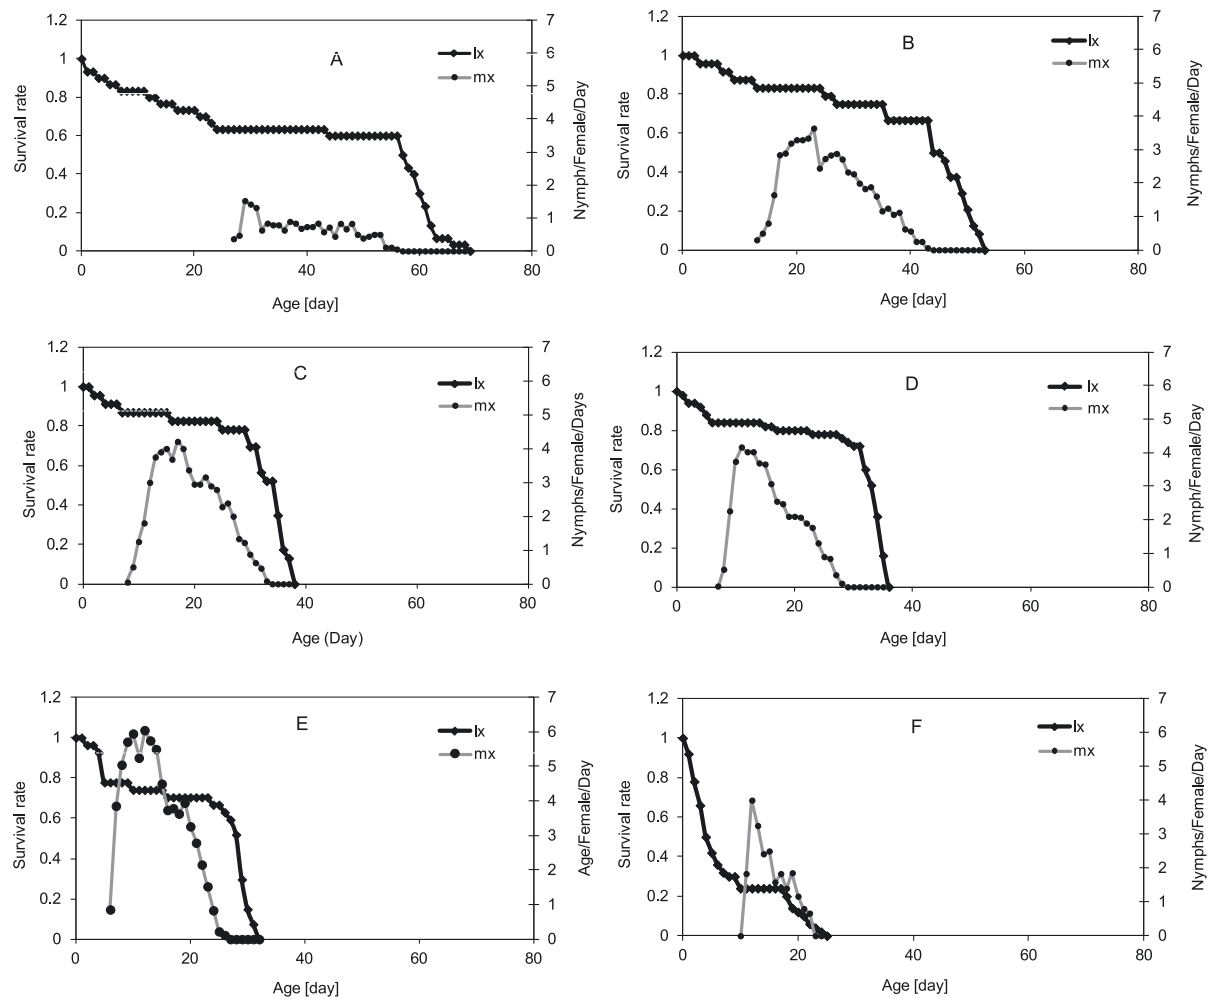 A
lx
mx
Survival rate
Nymph/Female/Day
1.2
1
0.8
0.6
0.4
0.2
0
7
6
5
4
3
2
1
0
0 20 40 60 80
Age [day]
B
lx
mx
Survival rate
Nymphs/Female/Day
1.2
1
0.8
0.6
0.4
0.2
0
7
6
5
4
3
2
1
0
0 20 40 60 80
Age [day]
C
lx
mx
Survival rate
Nymphs/Female/Days
1.2
1
0.8
0.6
0.4
0.2
0
7
6
5
4
3
2
1
0
0 20 40 60 80
Age (Day)
D
lx
mx
Survival rate
Nymph/Female/Day
1.2
1
0.8
0.6
0.4
0.2
0
7
6
5
4
3
2
1
0
0 20 40 60 80
Age [day]
E
lx
mx
Survival rate
Age/Female/Day
1.2
1
0.8
0.6
0.4
0.2
0
7
6
5
4
3
2
1
0
0 20 40 60 80
Age [day]
F
lx
mx
Survival rate
Nymphs/Female/Day
1.2
1
0.8
0.6
0.4
0.2
0
7
6
5
4
3
2
1
0
0 20 40 60 80
Age [day]